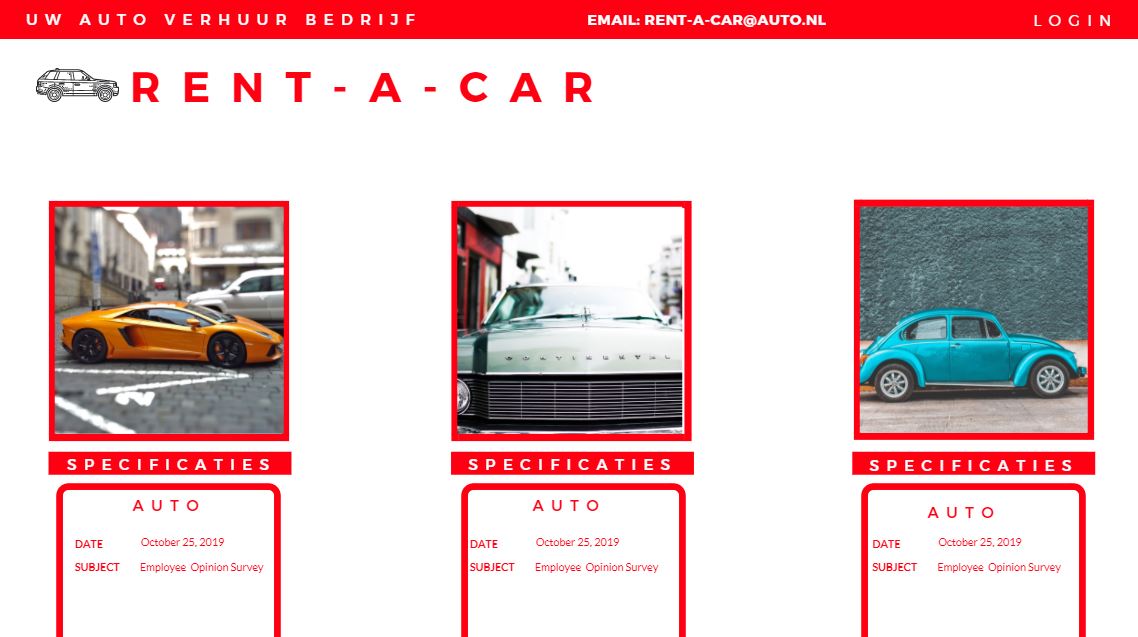 UW AUTO VERHUUR BEDRIJF
EMAIL: RENT-A-CAR@AUTO.NL
LOGIN
RENT-A-CAR
CONTINENTAL
SPECIFICATIES
SPECIFICATIES
SPECIFICATIES
AUTO
DATE October 25, 2019
SUBJECT Employee Opinion Survey
AUTO
DATE October 25, 2019
SUBJECT Employee Opinion Survey
AUTO
DATE October 25, 2019
SUBJECT Employee Opinion Survey